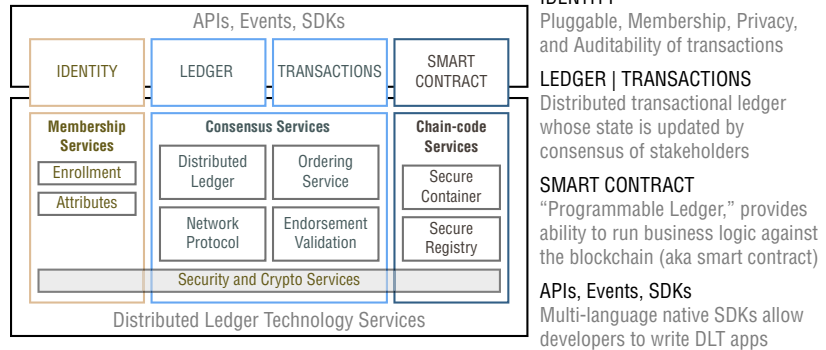 APIs, Events, SDKs
IDENTITY
LEDGER
TRANSACTIONS
SMART
CONTRACT
Membership
Services
Enrollment
Attributes
Consensus Services
Distributed
Ledger
Ordering
Service
Network
Protocol
Endorsement
Validation
Chain-code
Services
Secure
Container
Secure
Registry
Security and Crypto Services
Distributed Ledger Technology Services
IDENTITY
Pluggable, Membership, Privacy,
and Auditability of transactions
LEDGER | TRANSACTIONS
Distributed transactional ledger
whose state is updated by
consensus of stakeholders
SMART CONTRACT
“Programmable Ledger,” provides
ability to run business logic against
the blockchain (aka smart contract)
APIs, Events, SDKs
Multi-language native SDKs allow
developers to write DLT apps